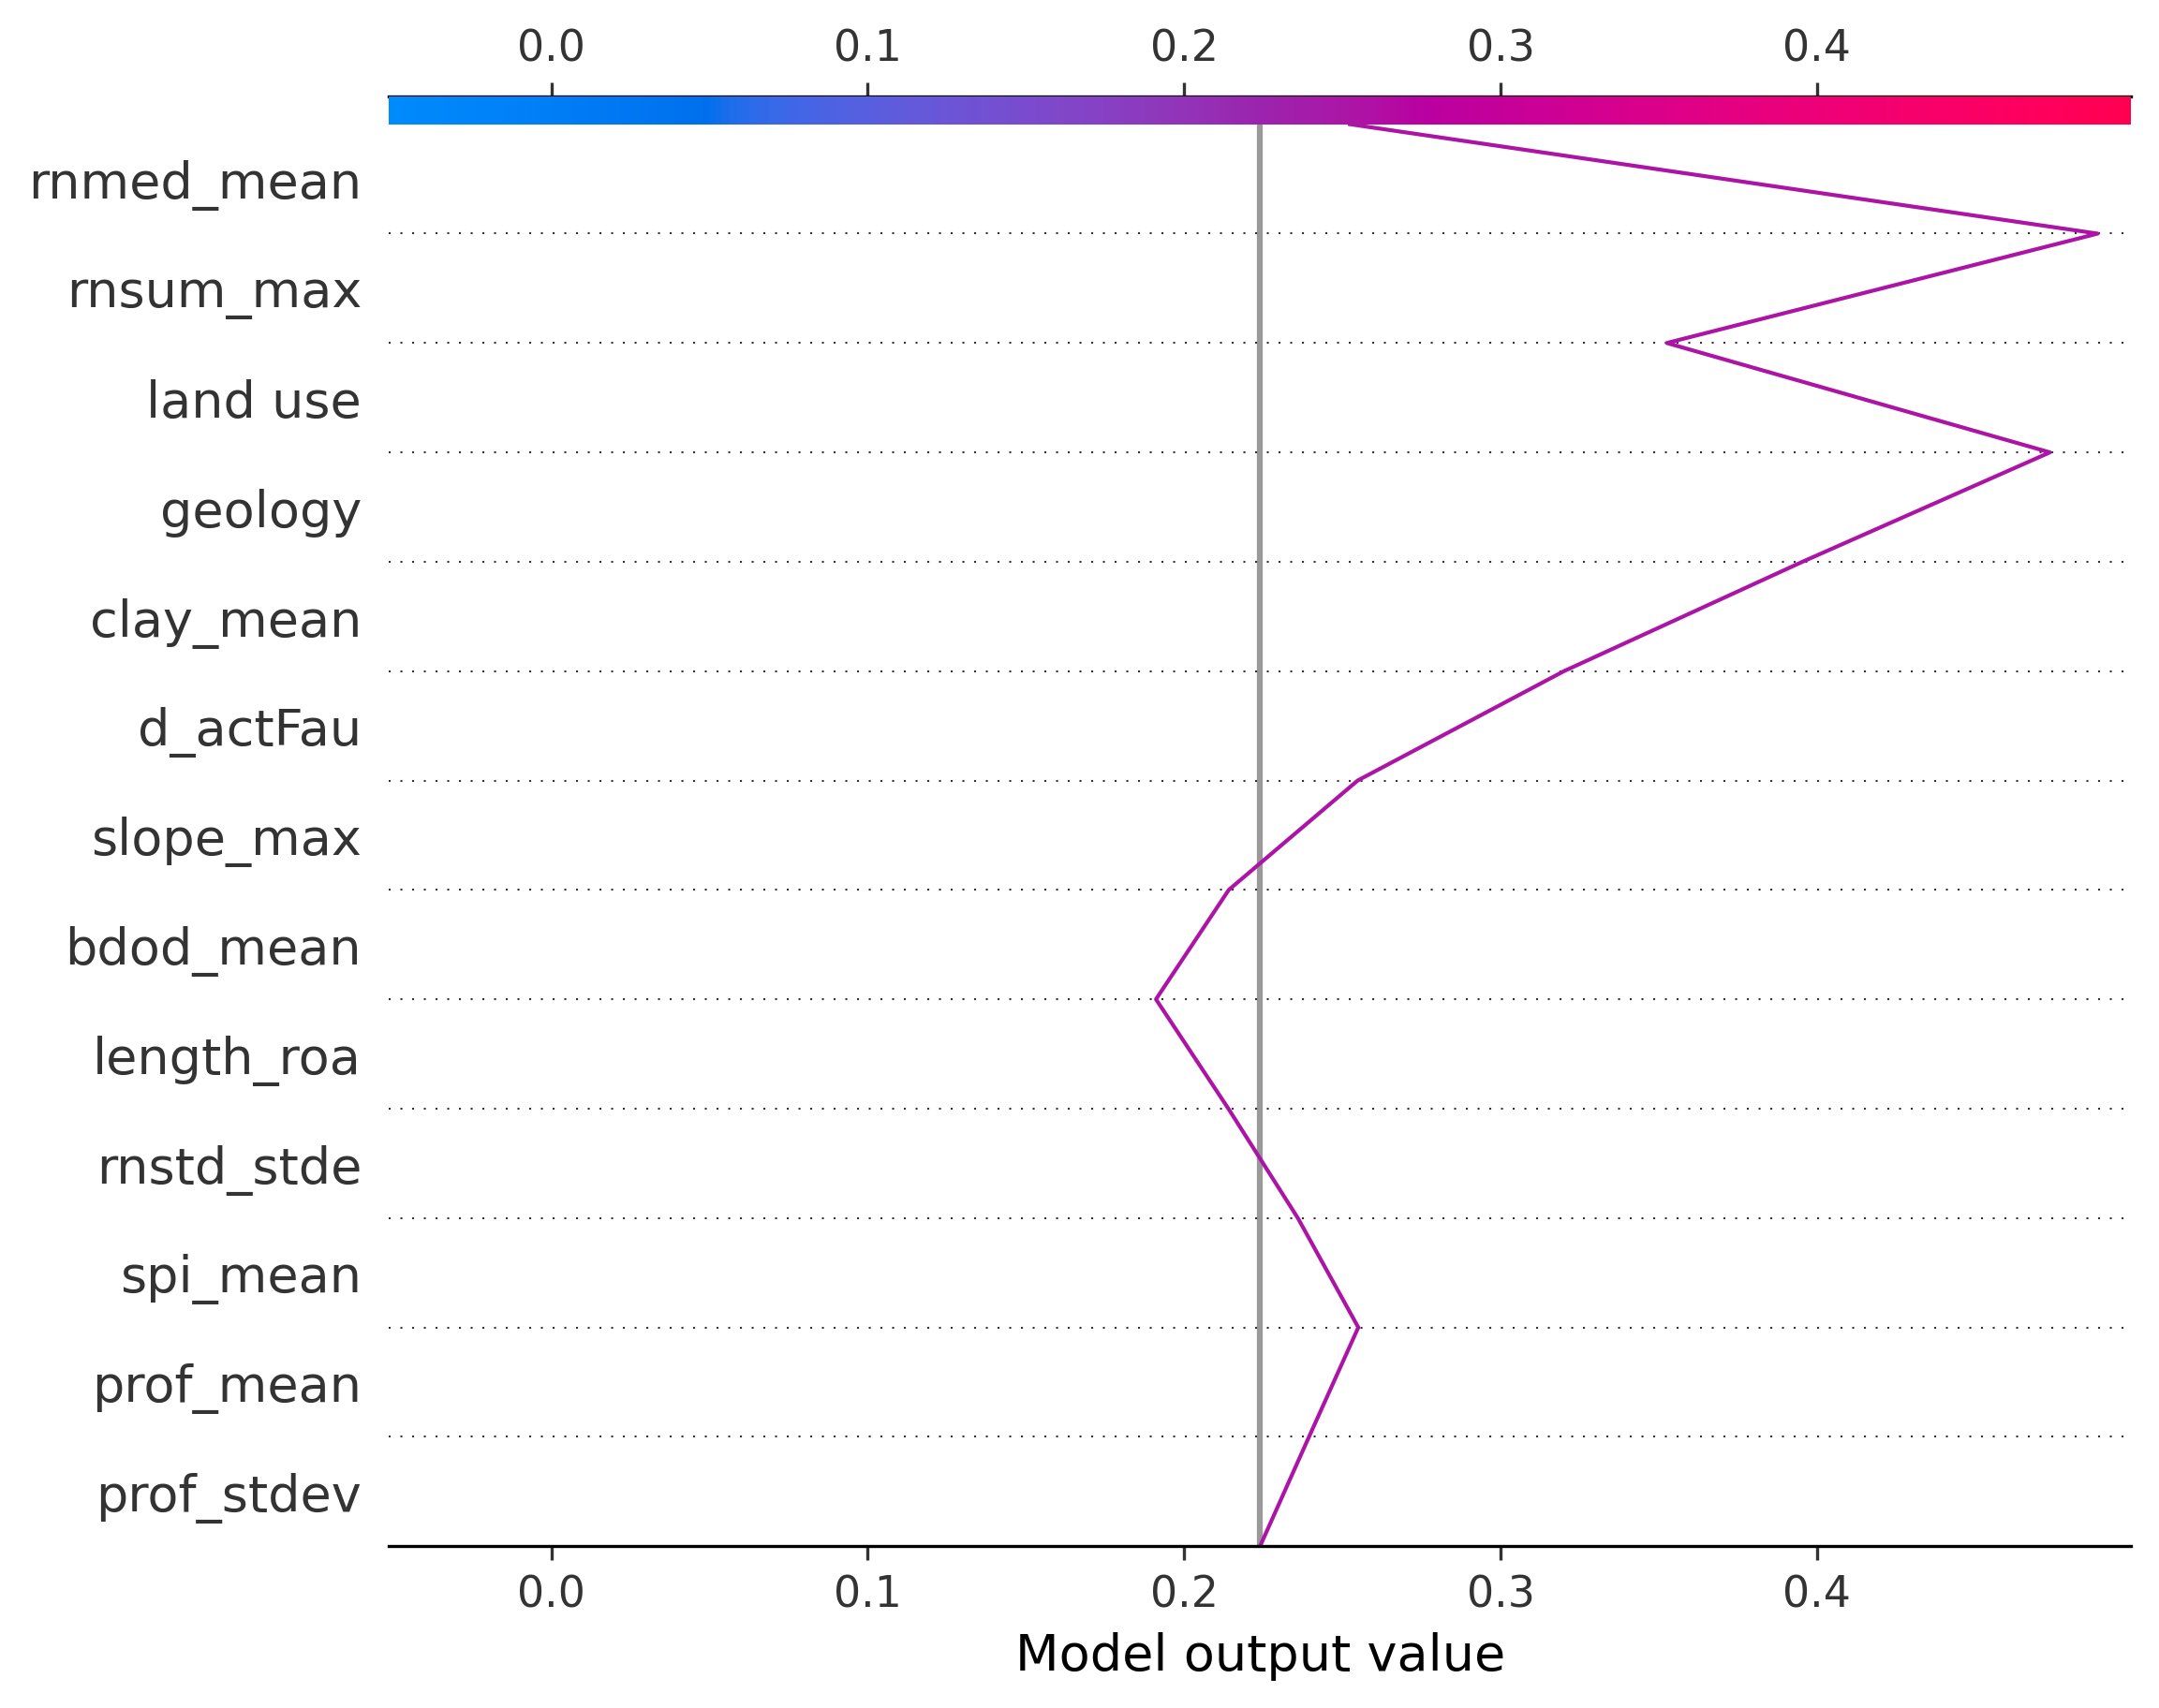 0.0 0.1 0.2 0.3 0.4
rnmed_mean
rnsum_max
land use
geology
clay_mean
d_actFau
slope_max
bdod_mean
length_roa
rnstd_stde
spi_mean
prof_mean
prof_stdev
0.0 0.1 0.2 0.3 0.4
Model output value